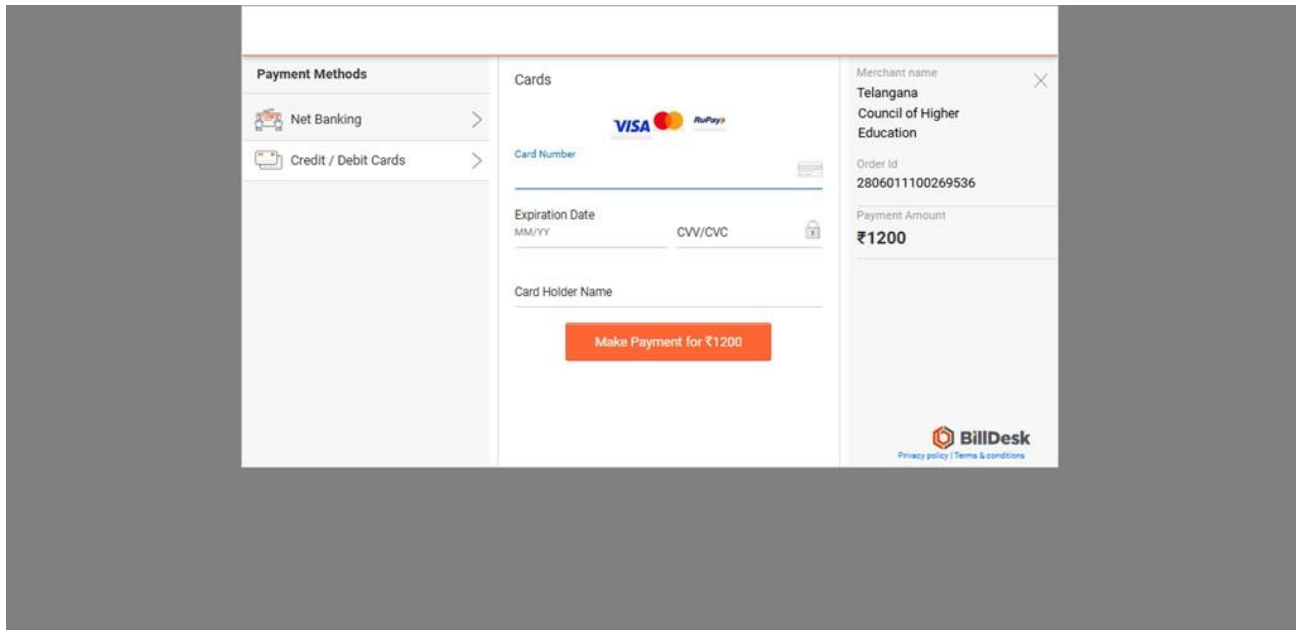 Payment Methods
Net Banking
Credit / Debit Cards
Cards
VISA RuPay
Card Number
Expiration Date
MM/YY
CVV/CVC
Card Holder Name
Make Payment for ₹1200
Merchant name
Telangana
Council of Higher
Education
Order Id
2806011100269536
Payment Amount
₹1200
BillDesk
Privacy policy | Terms & conditions